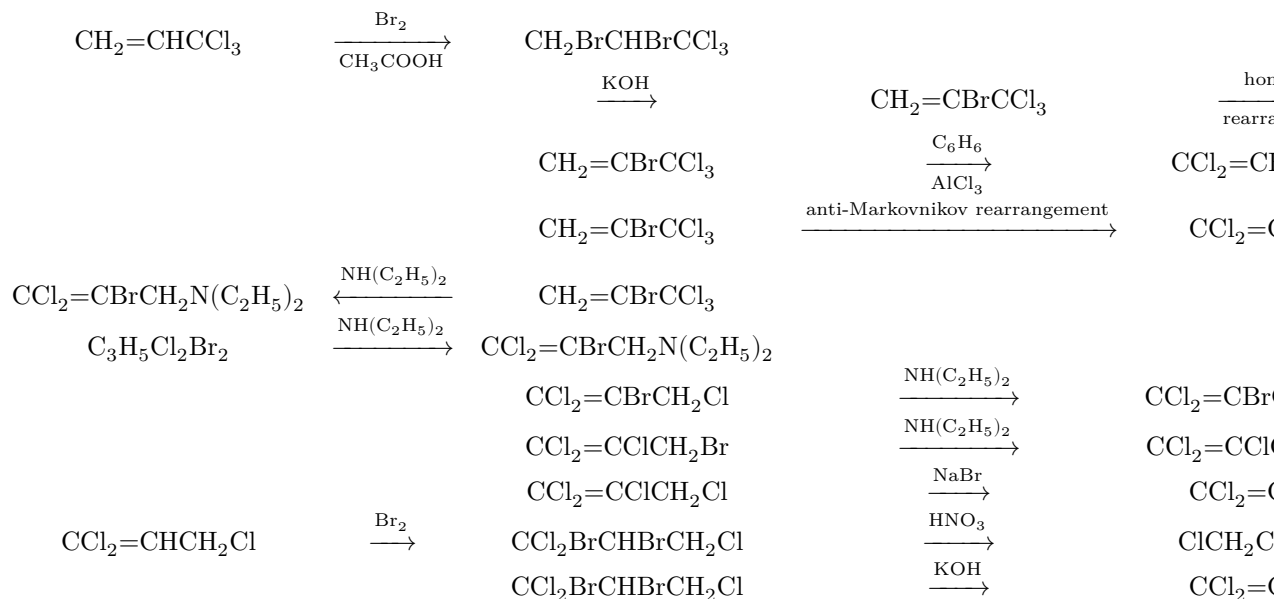 CH₂=CHCCl₃ —Br₂/CH₃COOH→ CH₂BrCHBrCCl₃
—KOH→ CH₂=CBrCCl₃
CH₂=CBrCCl₃ —C₆H₆/AlCl₃→
CH₂=CBrCCl₃ —anti-Markovnikov rearrangement→
CCl₂=CBrCH₂N(C₂H₅)₂ ←NH(C₂H₅)₂— CH₂=CBrCCl₃
C₃H₅Cl₂Br₂ —NH(C₂H₅)₂→ CCl₂=CBrCH₂N(C₂H₅)₂
CCl₂=CBrCH₂Cl —NH(C₂H₅)₂→
CCl₂=CClCH₂Br —NH(C₂H₅)₂→
CCl₂=CClCH₂Cl —NaBr→
CCl₂=CHCH₂Cl —Br₂→ CCl₂BrCHBrCH₂Cl —HNO₃→
CCl₂BrCHBrCH₂Cl —KOH→